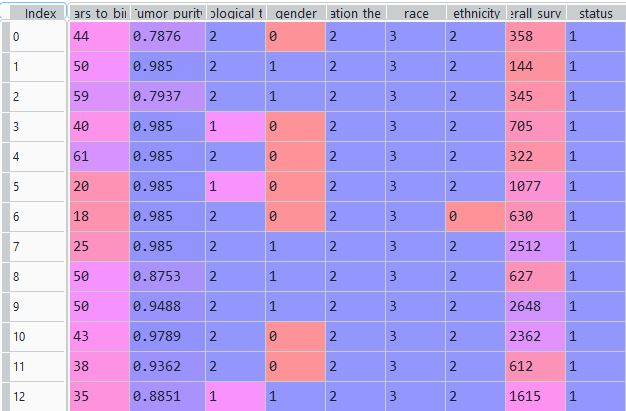 Index ars to bi Tumor purity ological t gender ation the race ethnicity erall surv status
0 44 0.7876 2 0 2 3 2 358 1
1 50 0.985 2 1 2 3 2 144 1
2 59 0.7937 2 1 2 3 2 345 1
3 40 0.985 1 0 2 3 2 705 1
4 61 0.985 2 0 2 3 2 322 1
5 20 0.985 1 0 2 3 2 1077 1
6 18 0.985 2 0 2 3 0 630 1
7 25 0.985 2 1 2 3 2 2512 1
8 50 0.8753 2 1 2 3 2 627 1
9 50 0.9488 2 1 2 3 2 2648 1
10 43 0.9789 2 0 2 3 2 2362 1
11 38 0.9362 2 0 2 3 2 612 1
12 35 0.8851 1 1 2 3 2 1615 1